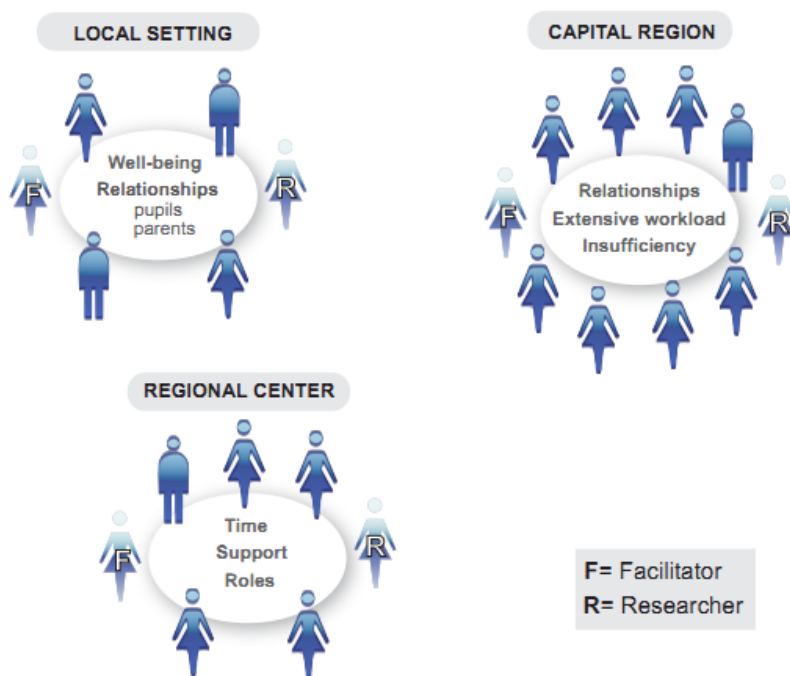 LOCAL SETTING
F
Well-being
Relationships
pupils
parents
R
CAPITAL REGION
F
Relationships
Extensive workload
Insufficiency
R
REGIONAL CENTER
F
Time
Support
Roles
R
F= Facilitator
R= Researcher